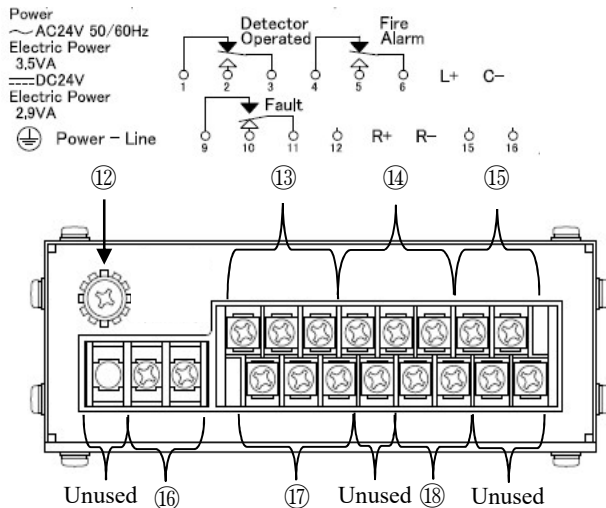 Power
～AC24V 50/60Hz
Electric Power
3,5VA
⎓DC24V
Electric Power
2,9VA
Power － Line
Detector
Operated
Fire
Alarm
1 2 3 4 5 6 L+ C-
Fault
9 10 11 12 R+ R- 15 16
⑫ ⑬ ⑭ ⑮
Unused ⑯ ⑰ Unused ⑱ Unused